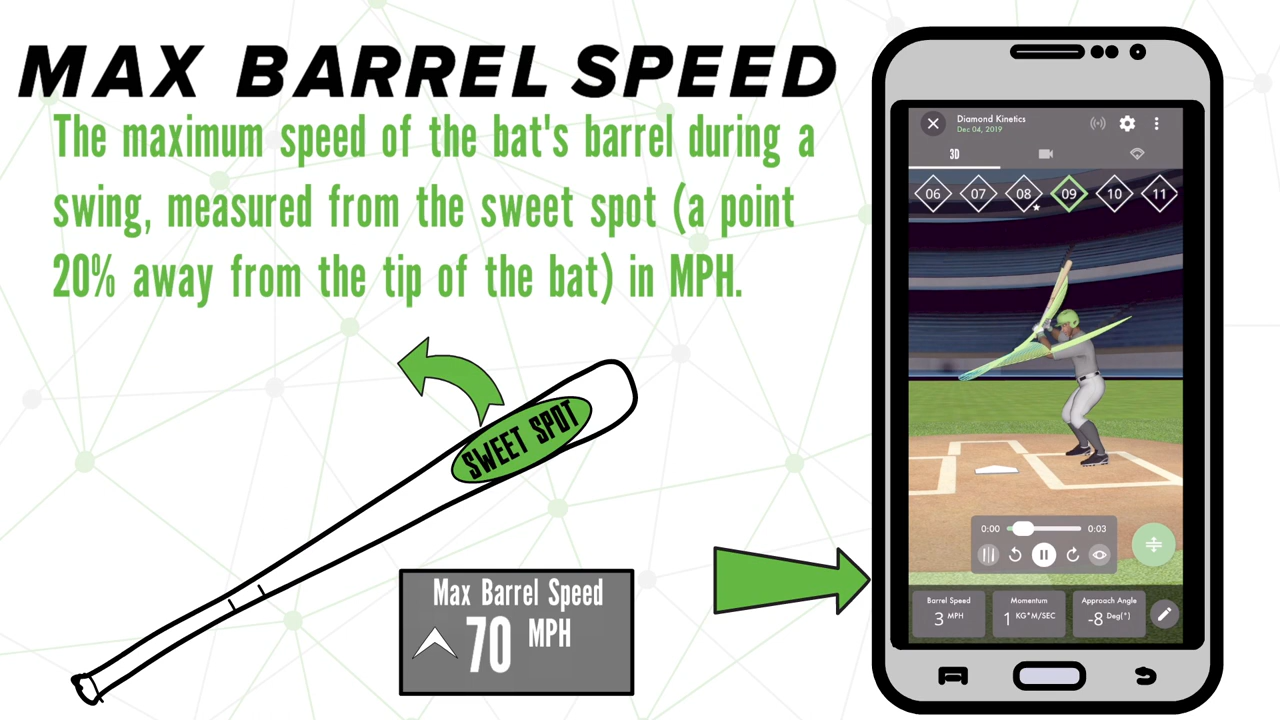 MAX BARREL SPEED
The maximum speed of the bat's barrel during a
swing, measured from the sweet spot (a point
20% away from the tip of the bat) in MPH.
SWEET SPOT
Max Barrel Speed
70 MPH
Diamond Kinetics
Dec 04, 2019
3D
06 07 08 09 10 11
0:00 0:03
Barrel Speed Momentum Approach Angle
3 MPH 1 KG*M/SEC -8 Deg(°)